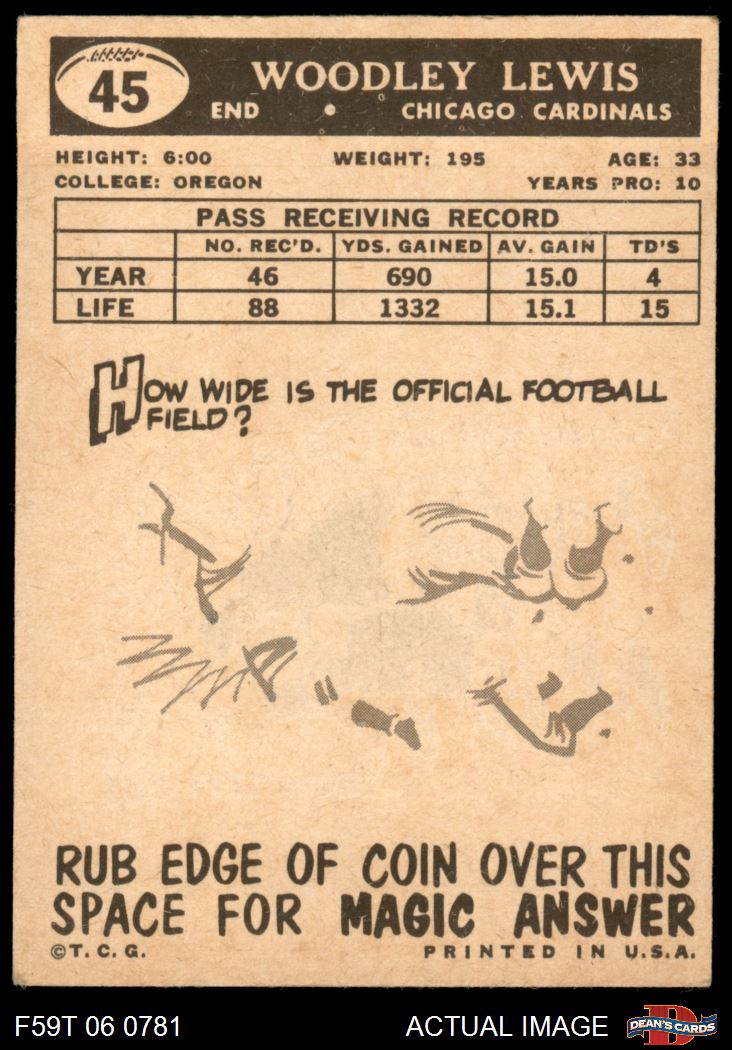 45
WOODLEY LEWIS
END • CHICAGO CARDINALS
HEIGHT: 6:00 WEIGHT: 195 AGE: 33
COLLEGE: OREGON YEARS PRO: 10
PASS RECEIVING RECORD
NO. REC'D. YDS. GAINED AV. GAIN TD'S
YEAR 46 690 15.0 4
LIFE 88 1332 15.1 15
HOW WIDE IS THE OFFICIAL FOOTBALL
FIELD?
RUB EDGE OF COIN OVER THIS
SPACE FOR MAGIC ANSWER
©T.C.G. PRINTED IN U.S.A.
F59T 06 0781 ACTUAL IMAGE DEAN'S CARDS